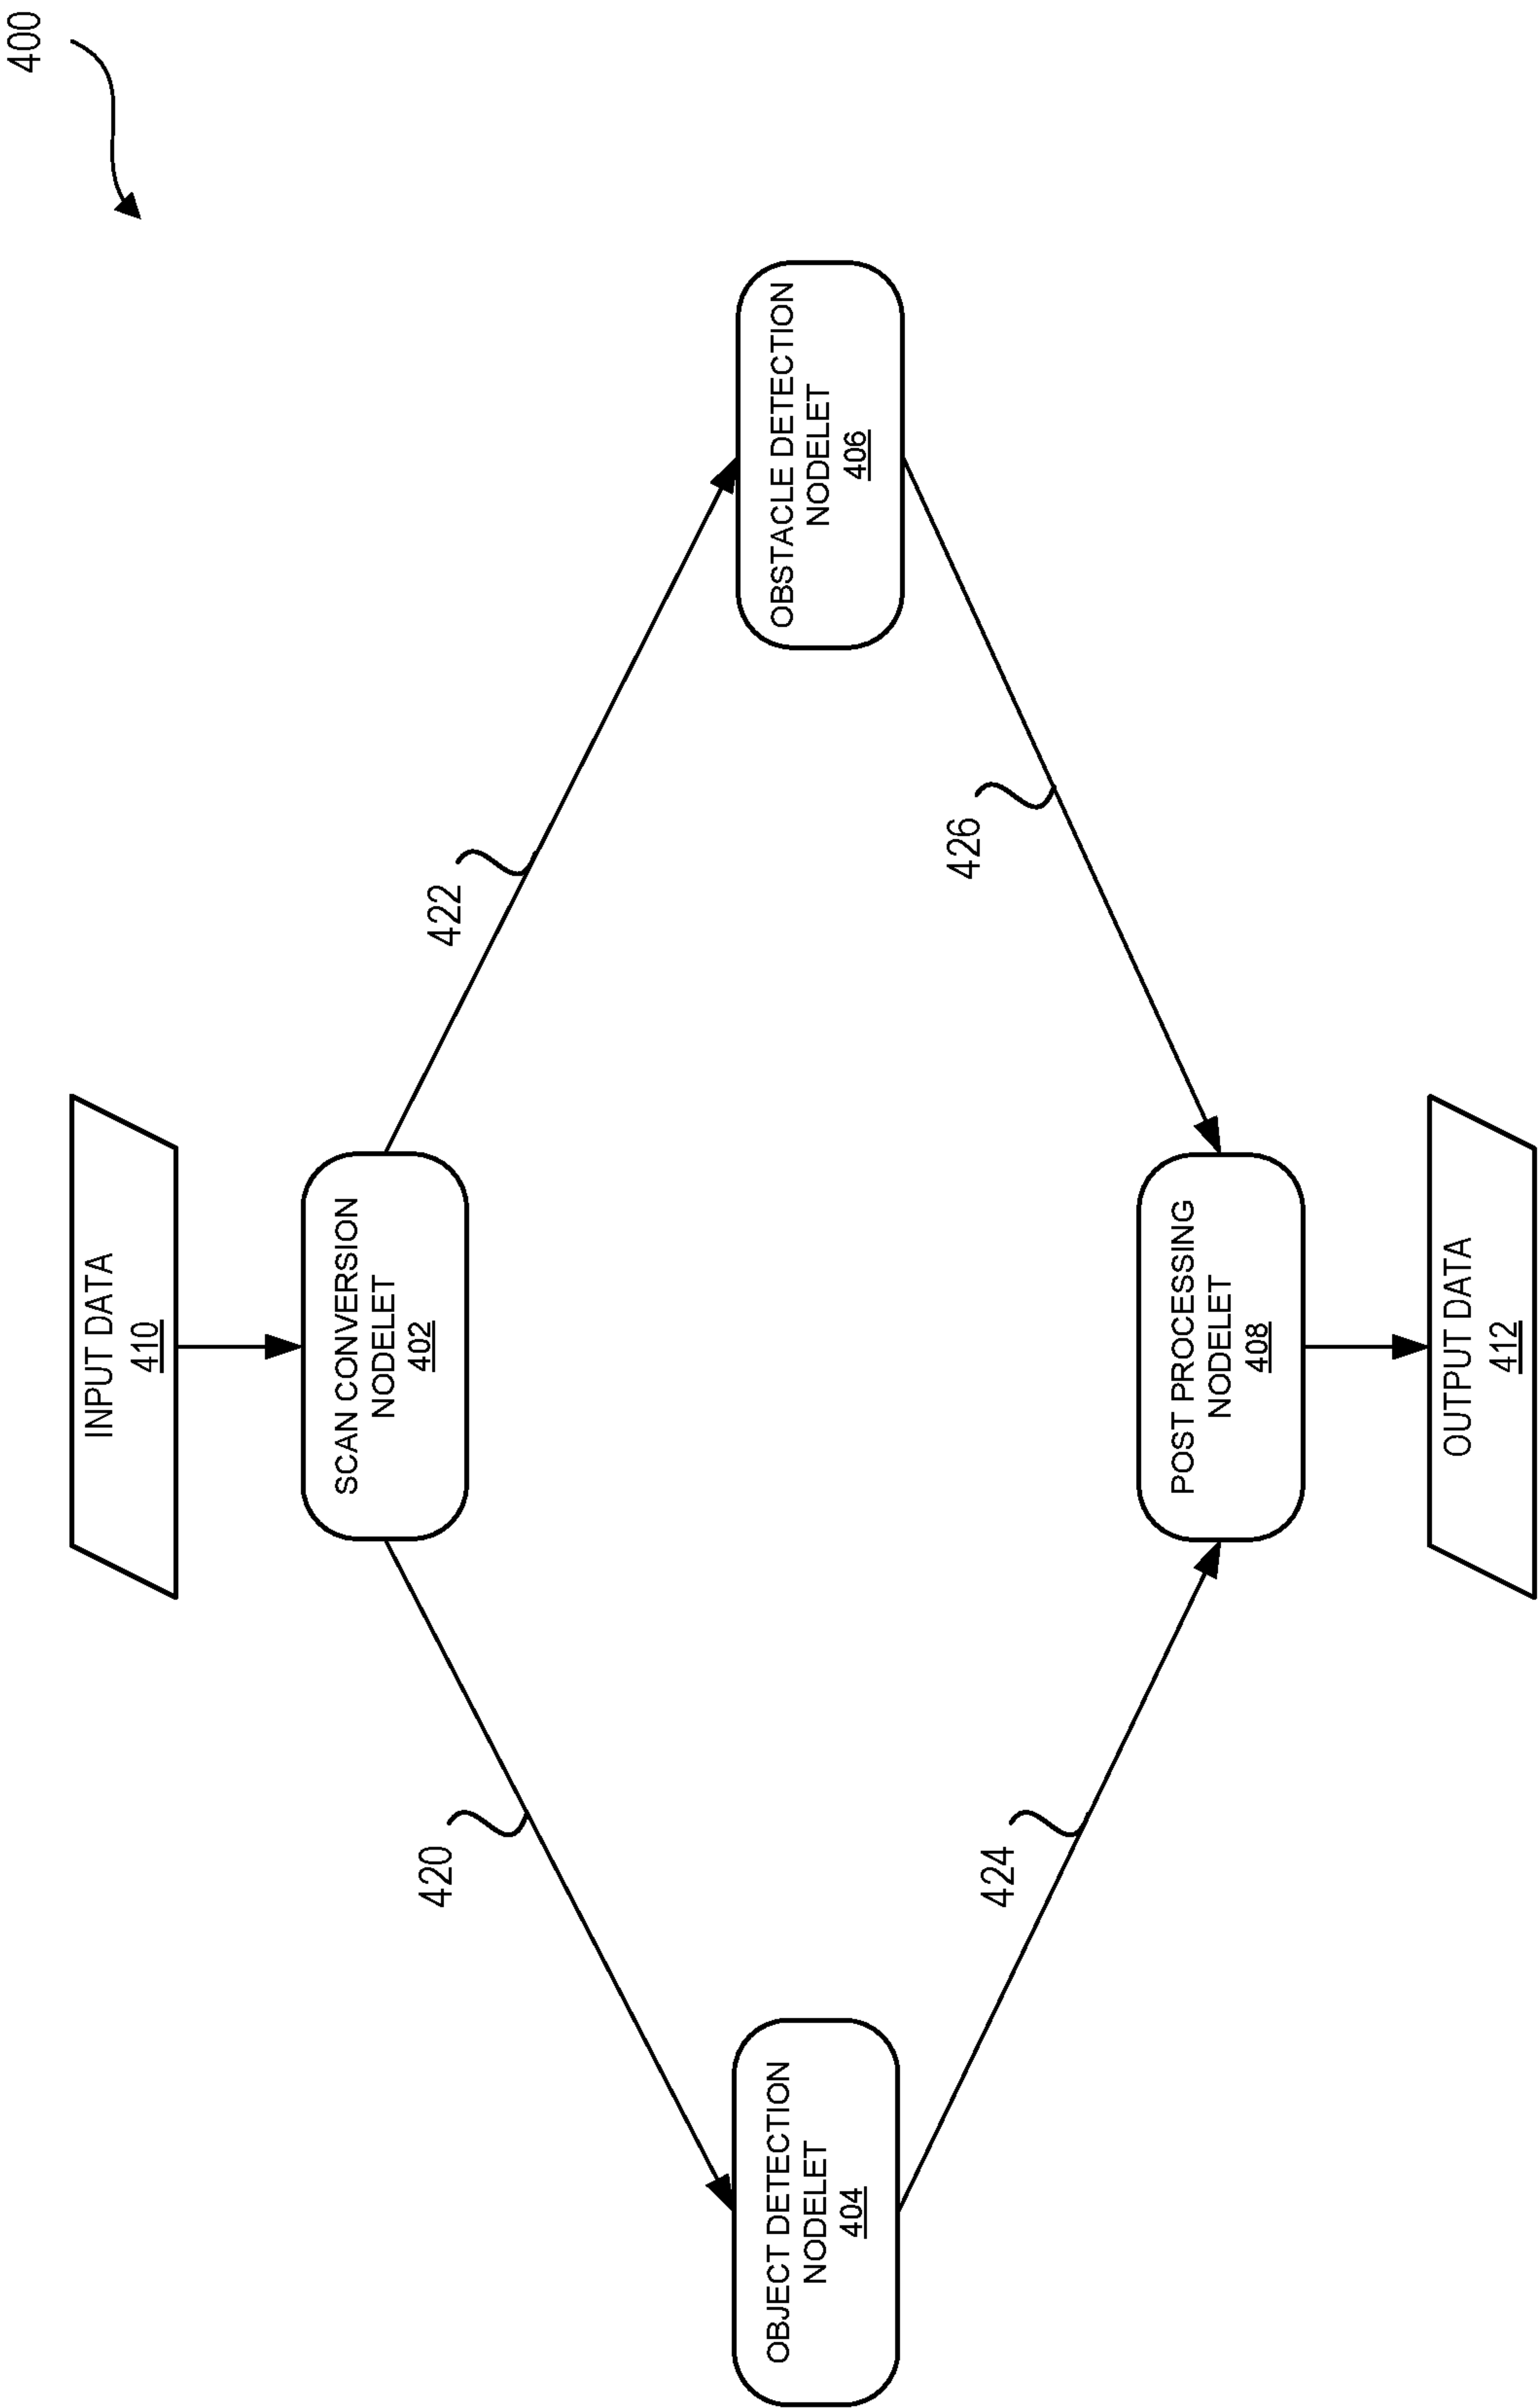 400
INPUT DATA
410
SCAN CONVERSION
NODELET
402
420
422
OBJECT DETECTION
NODELET
404
OBSTACLE DETECTION
NODELET
406
424
426
POST PROCESSING
NODELET
408
OUTPUT DATA
412